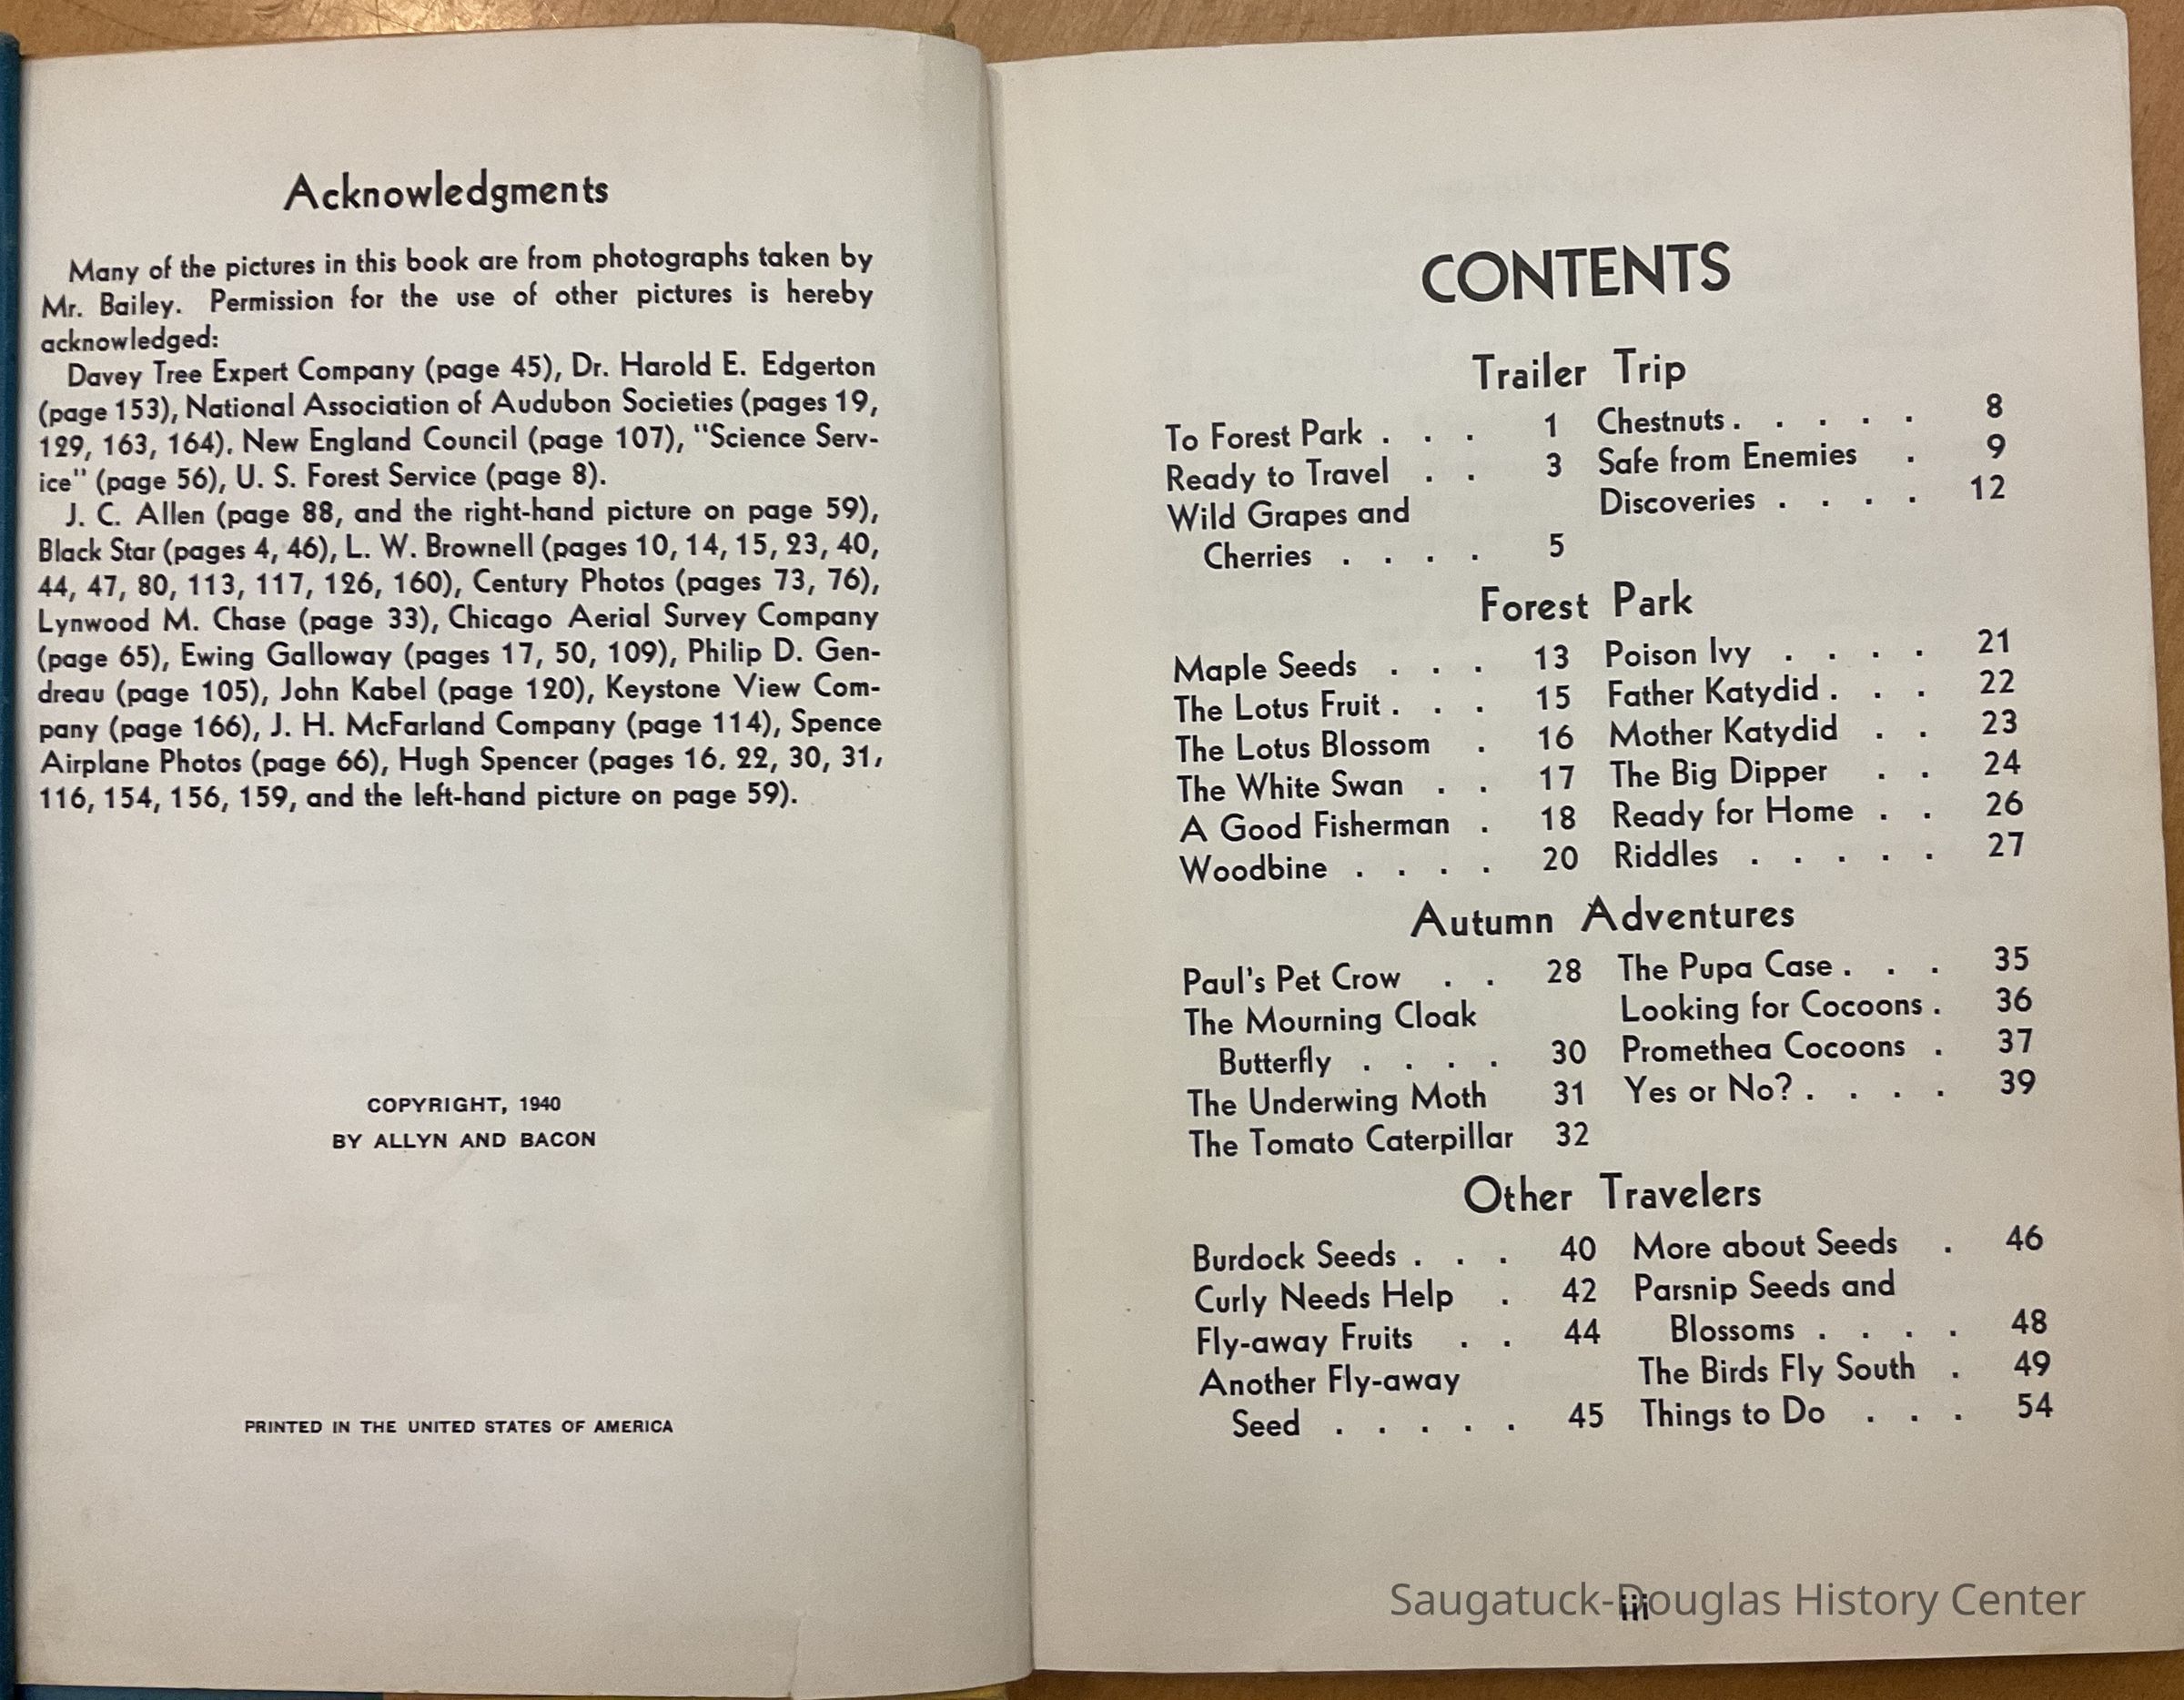 Acknowledgments
Many of the pictures in this book are from photographs taken by
Mr. Bailey. Permission for the use of other pictures is hereby
acknowledged:
Davey Tree Expert Company (page 45), Dr. Harold E. Edgerton
(page 153), National Association of Audubon Societies (pages 19,
129, 163, 164), New England Council (page 107), "Science Serv-
ice" (page 56), U. S. Forest Service (page 8).
J. C. Allen (page 88, and the right-hand picture on page 59),
Black Star (pages 4, 46), L. W. Brownell (pages 10, 14, 15, 23, 40,
44, 47, 80, 113, 117, 126, 160), Century Photos (pages 73, 76),
Lynwood M. Chase (page 33), Chicago Aerial Survey Company
(page 65), Ewing Galloway (pages 17, 50, 109), Philip D. Gen-
dreau (page 105), John Kabel (page 120), Keystone View Com-
pany (page 166), J. H. McFarland Company (page 114), Spence
Airplane Photos (page 66), Hugh Spencer (pages 16, 22, 30, 31,
116, 154, 156, 159, and the left-hand picture on page 59).
COPYRIGHT, 1940
BY ALLYN AND BACON
PRINTED IN THE UNITED STATES OF AMERICA
CONTENTS
Trailer Trip
To Forest Park . . . 1
Ready to Travel . . 3
Wild Grapes and
Cherries . . . . 5
Chestnuts . . . . . 8
Safe from Enemies . 9
Discoveries . . . . 12
Forest Park
Maple Seeds . . . 13
The Lotus Fruit . . . 15
The Lotus Blossom . 16
The White Swan . . 17
A Good Fisherman . 18
Woodbine . . . . 20
Poison Ivy . . . . 21
Father Katydid . . . 22
Mother Katydid . . 23
The Big Dipper . . 24
Ready for Home . . 26
Riddles . . . . . 27
Autumn Adventures
Paul's Pet Crow . . 28
The Mourning Cloak
Butterfly . . . . 30
The Underwing Moth 31
The Tomato Caterpillar 32
The Pupa Case . . . 35
Looking for Cocoons . 36
Promethea Cocoons . 37
Yes or No? . . . . 39
Other Travelers
Burdock Seeds . . . 40
Curly Needs Help . 42
Fly-away Fruits . . 44
Another Fly-away
Seed . . . . . 45
More about Seeds . 46
Parsnip Seeds and
Blossoms . . . . 48
The Birds Fly South . 49
Things to Do . . . 54
iii
Saugatuck-Douglas History Center